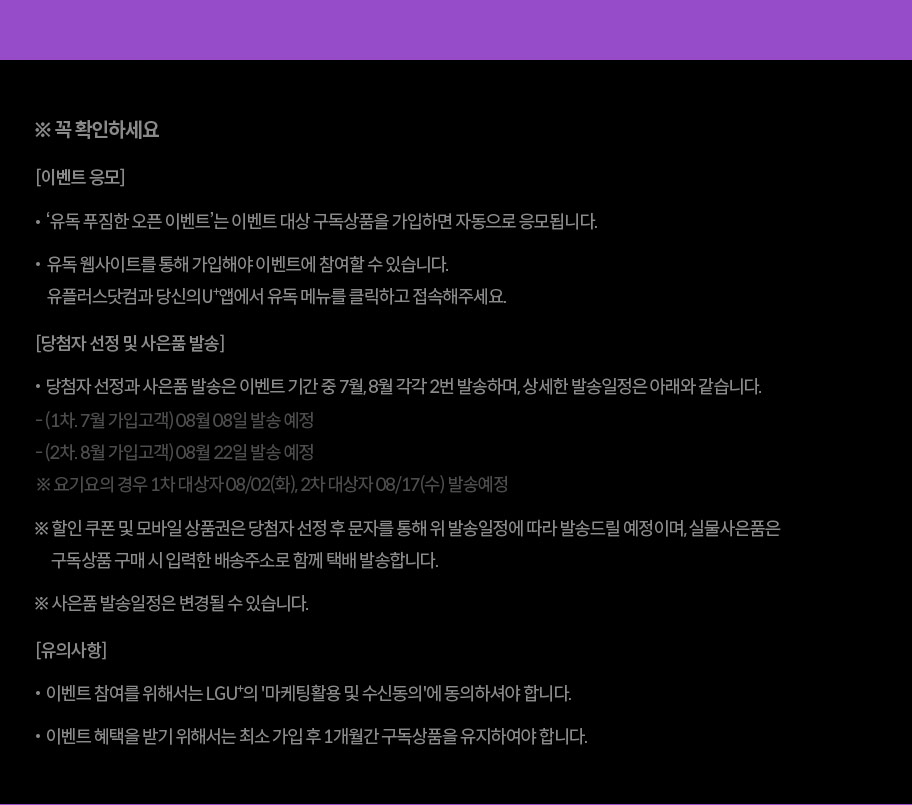 ※ 꼭 확인하세요
[이벤트 응모]
• ‘유독 푸짐한 오픈 이벤트’는 이벤트 대상 구독상품을 가입하면 자동으로 응모됩니다.
• 유독 웹사이트를 통해 가입해야 이벤트에 참여할 수 있습니다.
유플러스닷컴과 당신의U⁺앱에서 유독 메뉴를 클릭하고 접속해주세요.
[당첨자 선정 및 사은품 발송]
• 당첨자 선정과 사은품 발송은 이벤트 기간 중 7월, 8월 각각 2번 발송하며, 상세한 발송일정은 아래와 같습니다.
- (1차. 7월 가입고객) 08월 08일 발송 예정
- (2차. 8월 가입고객) 08월 22일 발송 예정
※ 요기요의 경우 1차 대상자 08/02(화), 2차 대상자 08/17(수) 발송예정
※ 할인 쿠폰 및 모바일 상품권은 당첨자 선정 후 문자를 통해 위 발송일정에 따라 발송드릴 예정이며, 실물사은품은
구독상품 구매 시 입력한 배송주소로 함께 택배 발송합니다.
※ 사은품 발송일정은 변경될 수 있습니다.
[유의사항]
• 이벤트 참여를 위해서는 LGU⁺의 '마케팅활용 및 수신동의'에 동의하셔야 합니다.
• 이벤트 혜택을 받기 위해서는 최소 가입 후 1개월간 구독상품을 유지하여야 합니다.